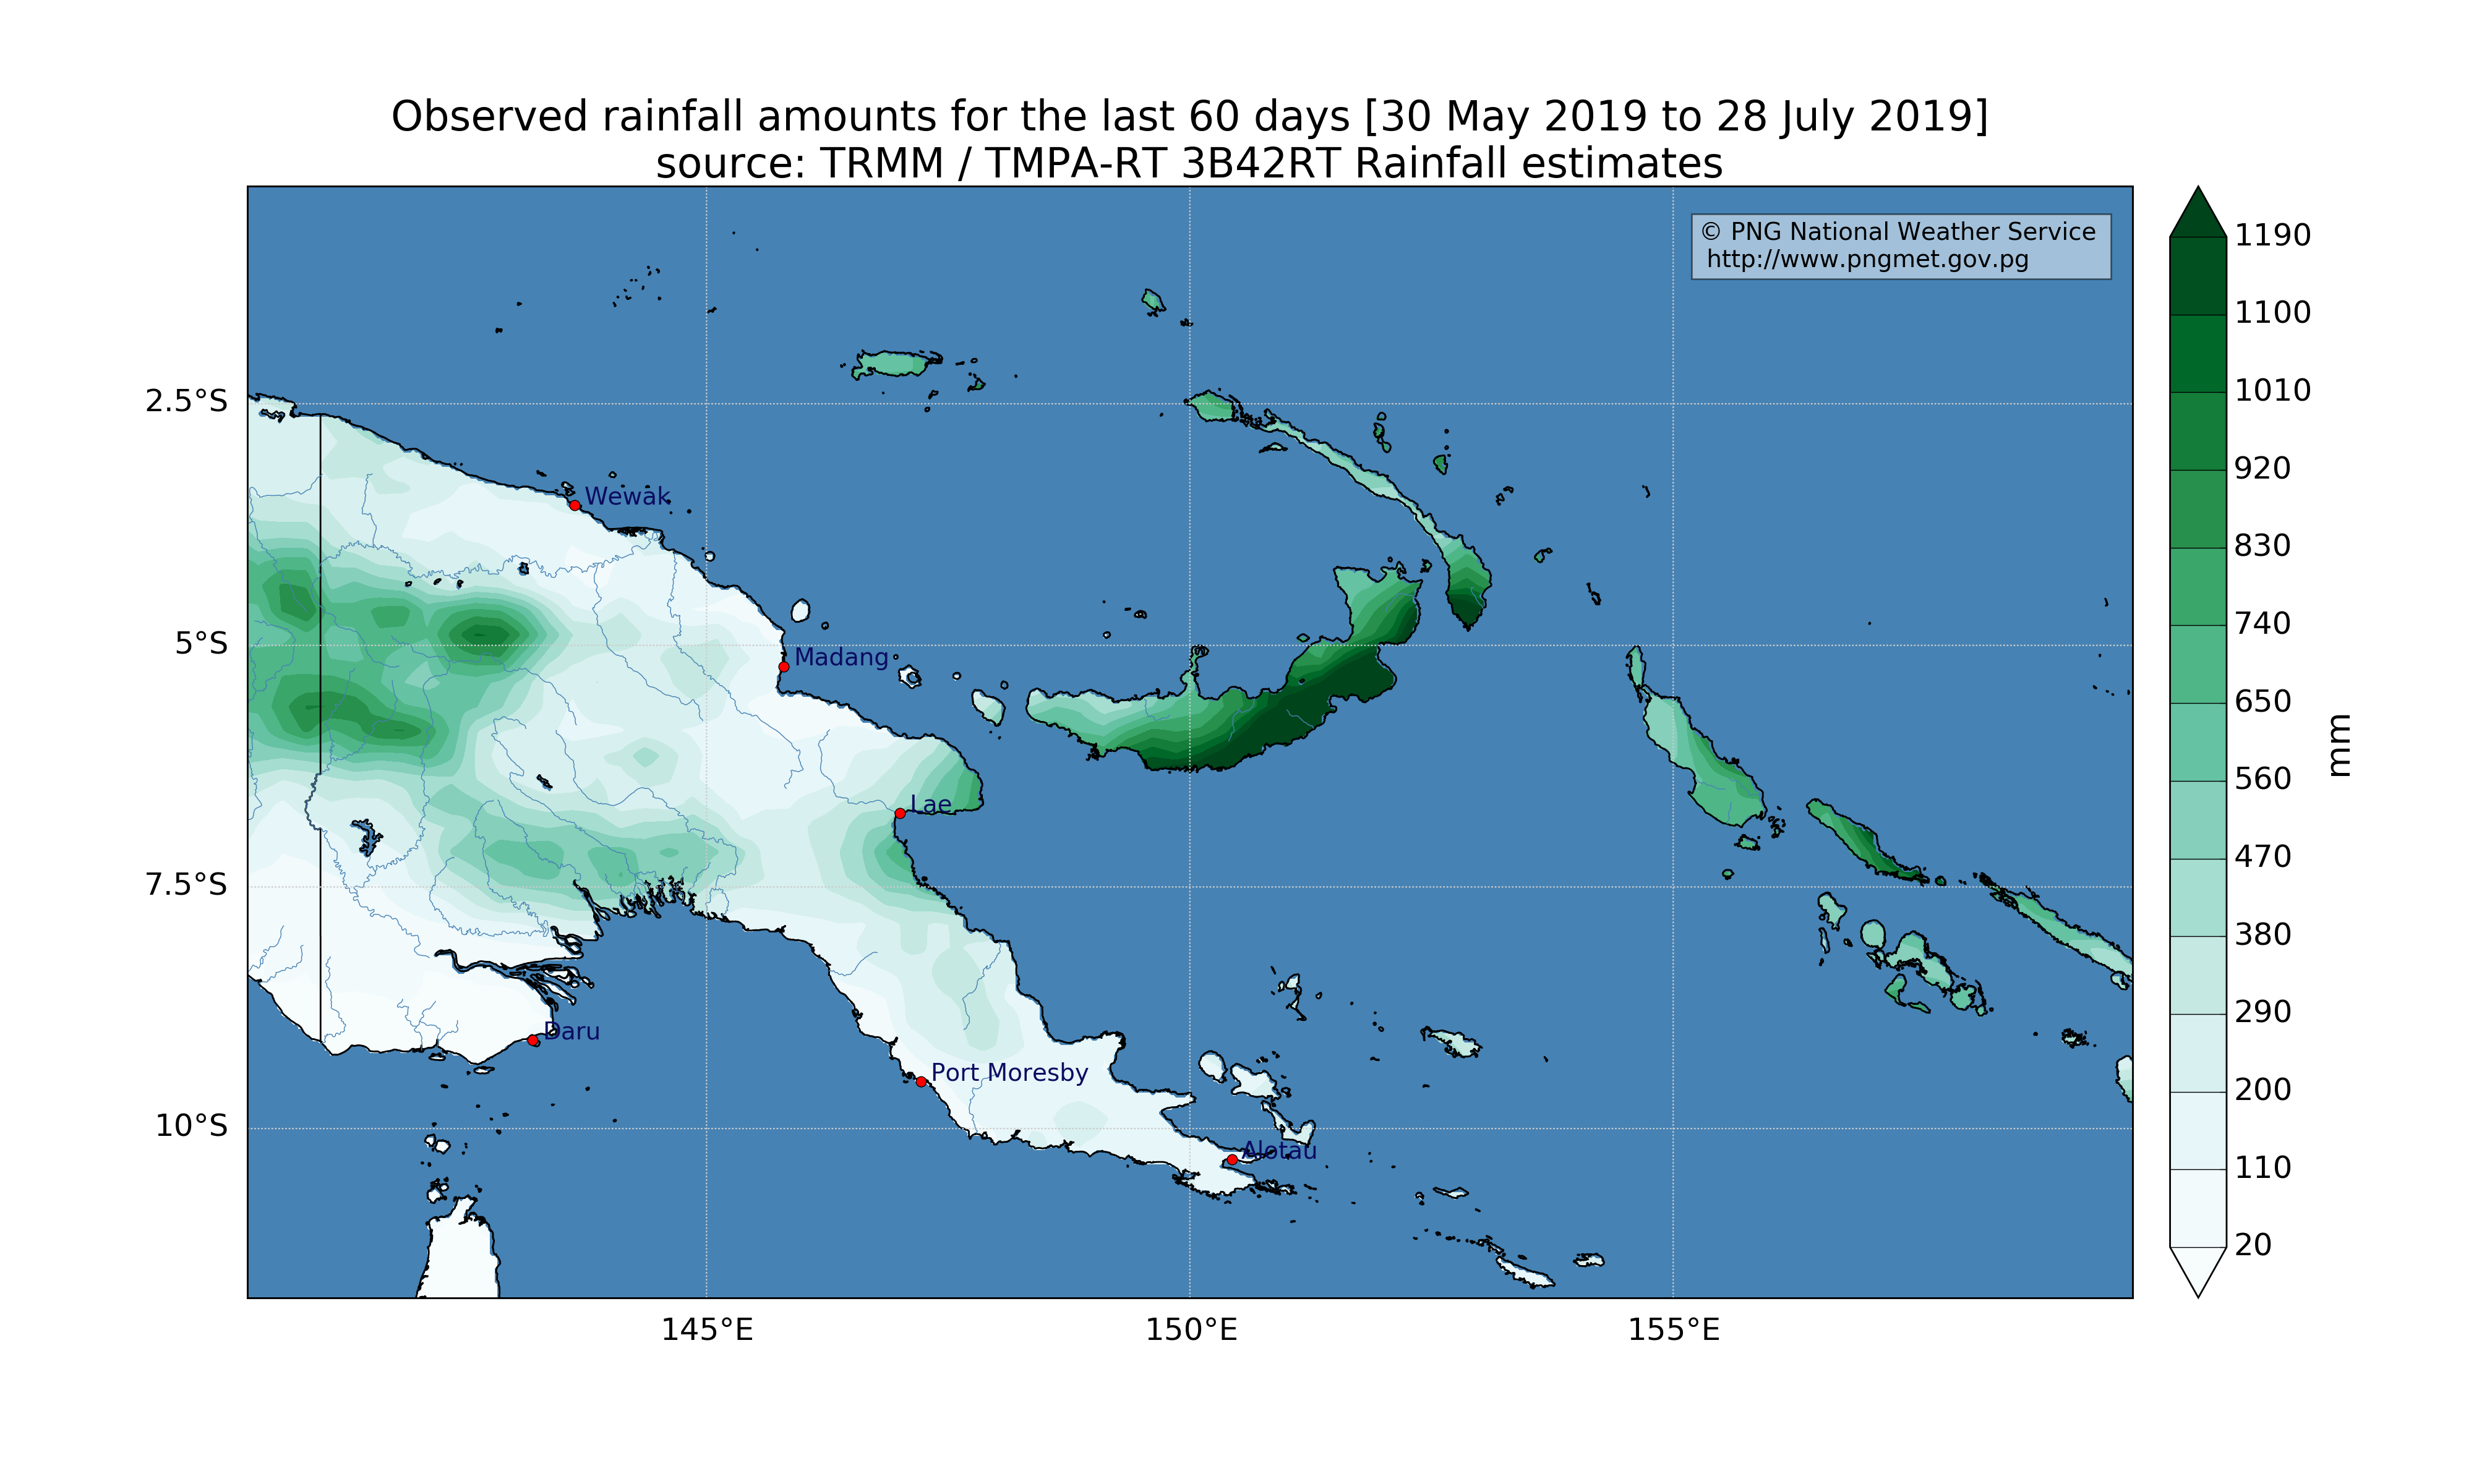 Observed rainfall amounts for the last 60 days [30 May 2019 to 28 July 2019]
source: TRMM / TMPA-RT 3B42RT Rainfall estimates
© PNG National Weather Service
http://www.pngmet.gov.pg
1190
1100
1010
920
830
740
650
560
470
380
290
200
110
20
mm
2.5°S
5°S
7.5°S
10°S
Wewak
Madang
Lae
Daru
Port Moresby
Alotau
145°E
150°E
155°E